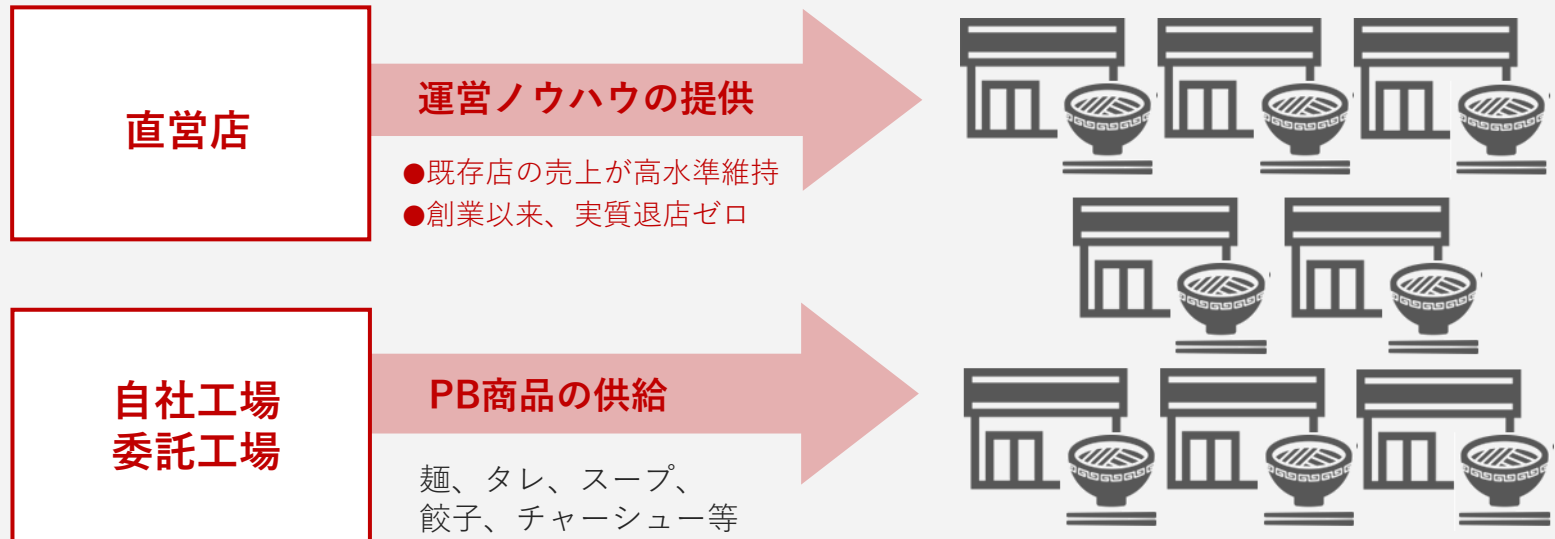 直営店
運営ノウハウの提供
●既存店の売上が高水準維持
●創業以来、実質退店ゼロ
自社工場
委託工場
PB商品の供給
麺、タレ、スープ、
餃子、チャーシュー等